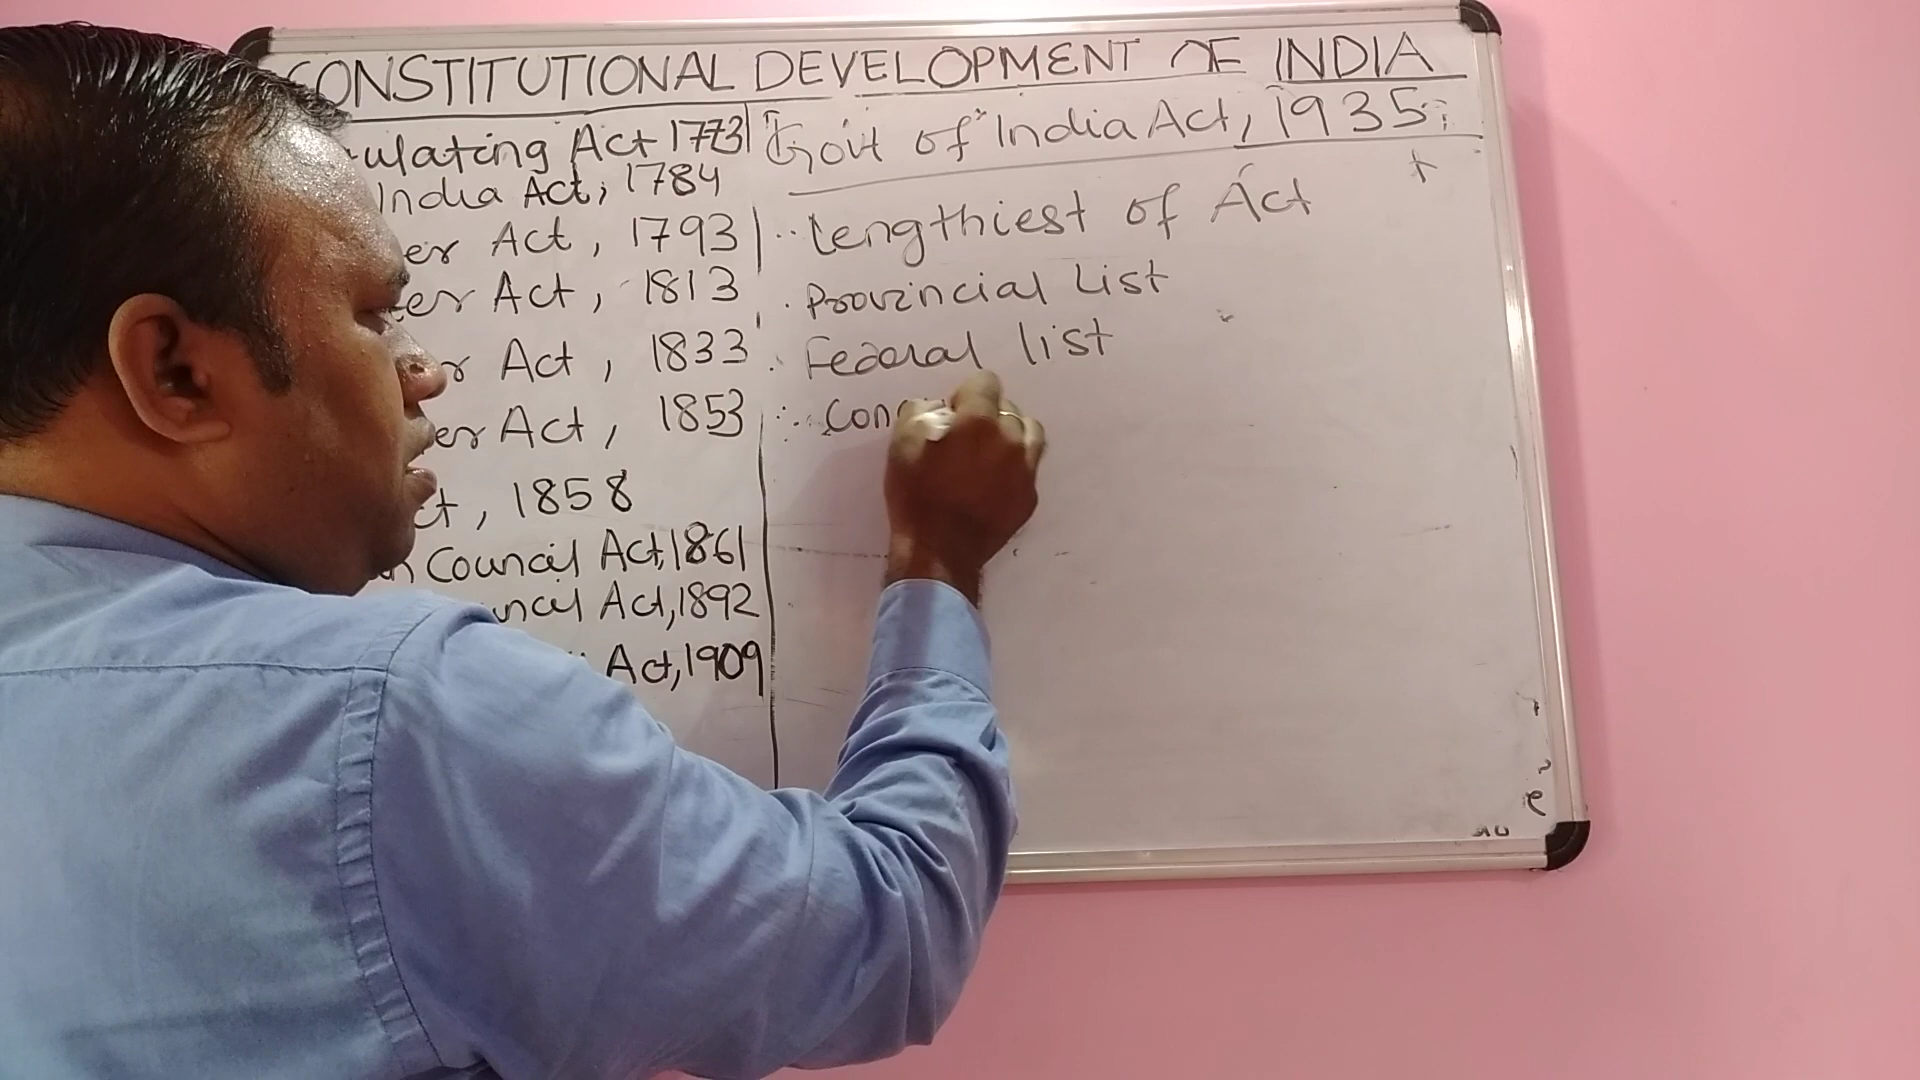 CONSTITUTIONAL DEVELOPMENT OF INDIA
ulating Act 1773
India Act, 1784
er Act, 1793
er Act, 1813
r Act, 1833
er Act, 1853
ct, 1858
n Council Act, 1861
uncil Act, 1892
Act, 1909
Govt of India Act, 1935
Lengthiest of Act
Provincial List
Federal list
Con